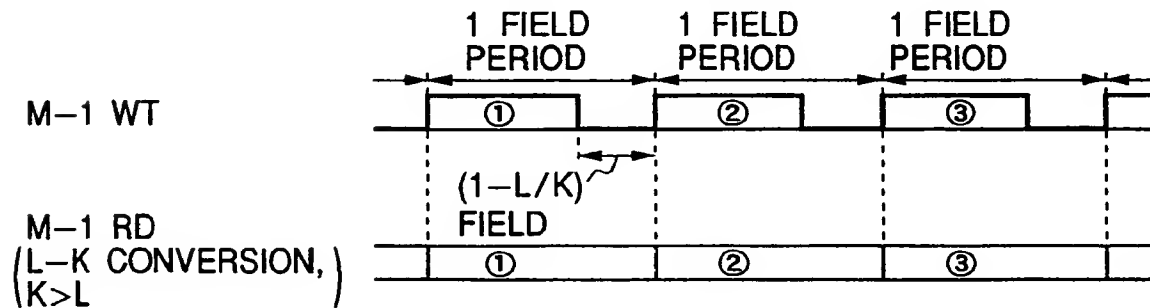 1 FIELD PERIOD
1 FIELD PERIOD
1 FIELD PERIOD
M-1 WT
① ② ③
(1-L/K) FIELD
M-1 RD
(L-K CONVERSION, K>L)
① ② ③